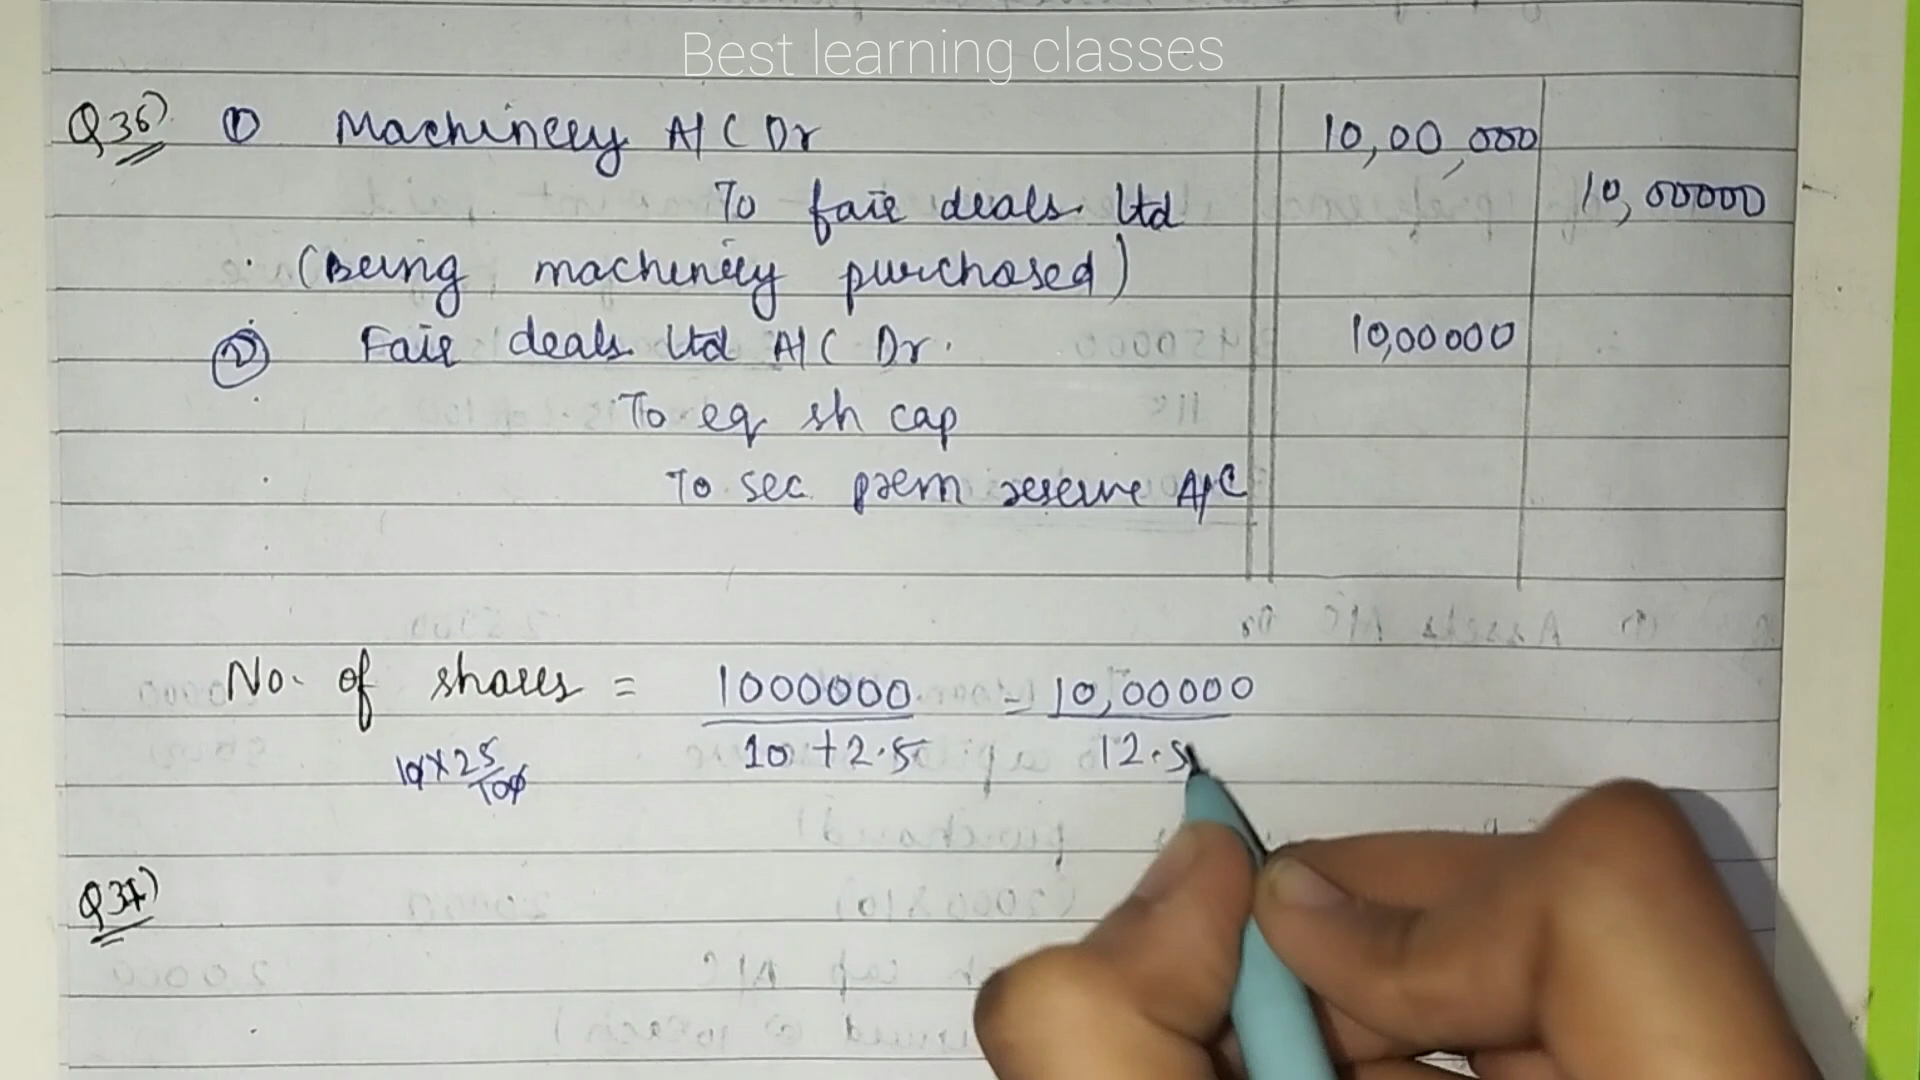 Best learning classes
Q36) ① Machinery A/C Dr 10,00,000
To fair deals ltd 10,00000
(Being machinery purchased)
② Fair deals ltd A/C Dr. 10,00000
To eq sh cap
To sec prem reserve A/C
No. of shares = 1000000 = 10,00000
10 + 2.5 12.5
10 x 25
100
Q37)